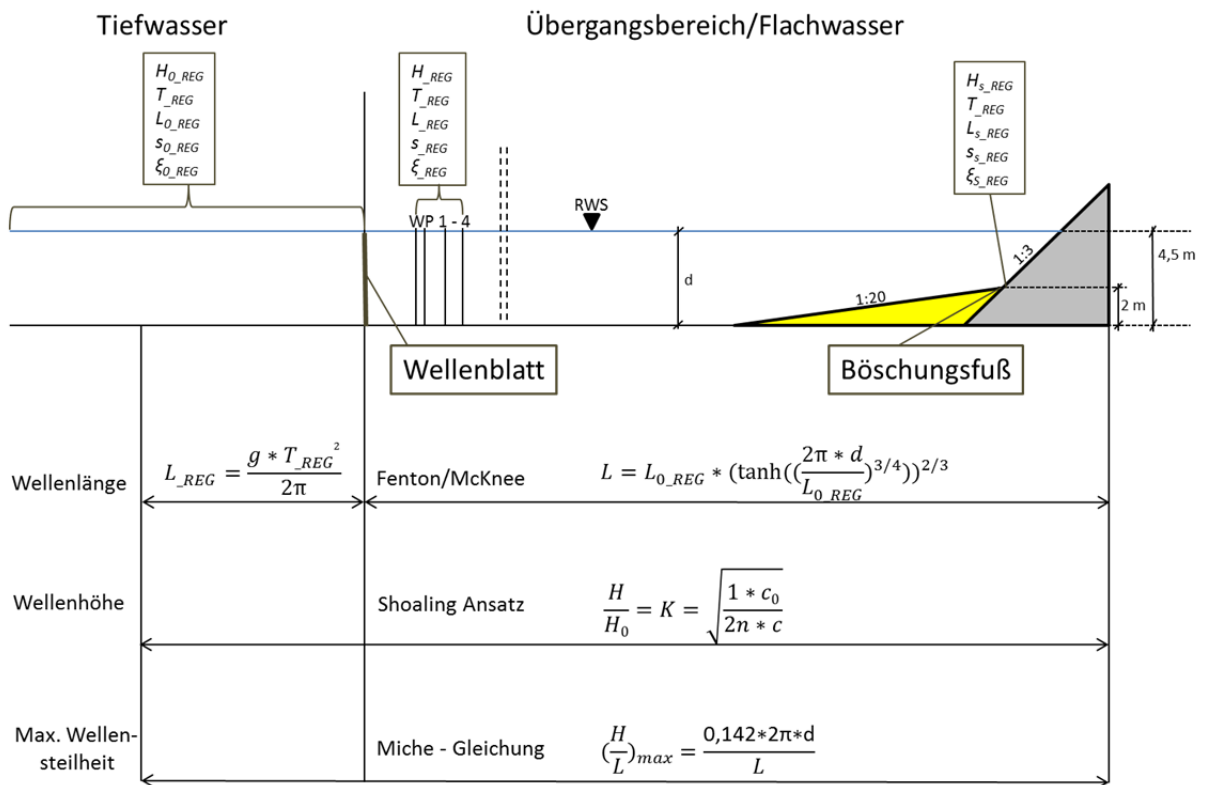 Tiefwasser
Übergangsbereich/Flachwasser
H0_REG
T_REG
L0_REG
s0_REG
ξ0_REG
H_REG
T_REG
L_REG
s_REG
ξ_REG
Hs_REG
T_REG
Ls_REG
ss_REG
ξS_REG
WP 1 - 4
RWS
d
1:20
1:3
4,5 m
2 m
Wellenblatt
Böschungsfuß
Wellenlänge
L_REG = g * T_REG² / 2π
Fenton/McKnee
L = L0_REG * (tanh((2π * d / L0_REG)^3/4))^2/3
Wellenhöhe
Shoaling Ansatz
H/H0 = K = √(1 * c0 / 2n * c)
Max. Wellen-
steilheit
Miche - Gleichung
(H/L)max = 0,142*2π*d / L